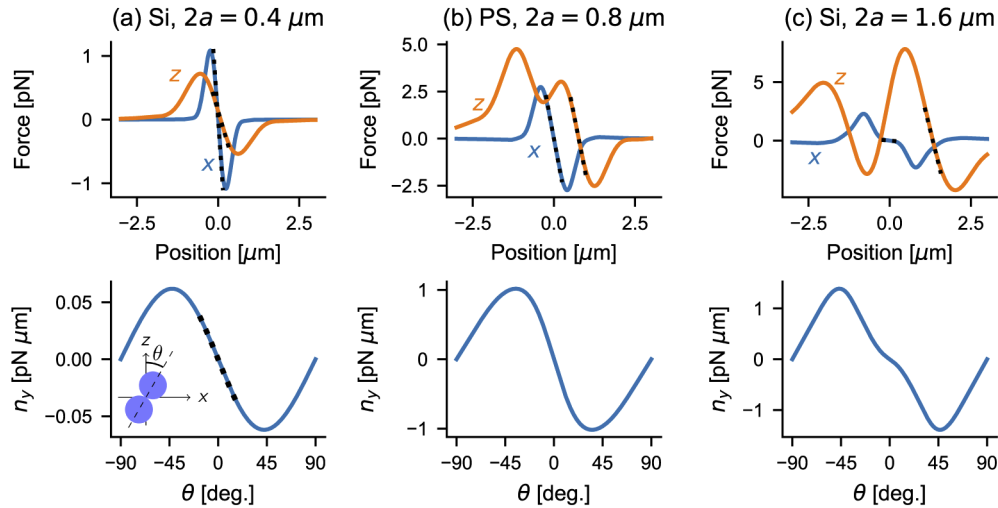 (a) Si, 2a = 0.4 μm
(b) PS, 2a = 0.8 μm
(c) Si, 2a = 1.6 μm
Force [pN]
1
0
−1
z
x
−2.5
0.0
2.5
Position [μm]
Force [pN]
5.0
2.5
0.0
−2.5
z
x
−2.5
0.0
2.5
Position [μm]
Force [pN]
5
0
z
x
−2.5
0.0
2.5
Position [μm]
n_y [pN μm]
0.05
0.00
−0.05
z
θ
x
−90
−45
0
45
90
θ [deg.]
n_y [pN μm]
1
0
−1
−90
−45
0
45
90
θ [deg.]
n_y [pN μm]
1
0
−1
−90
−45
0
45
90
θ [deg.]